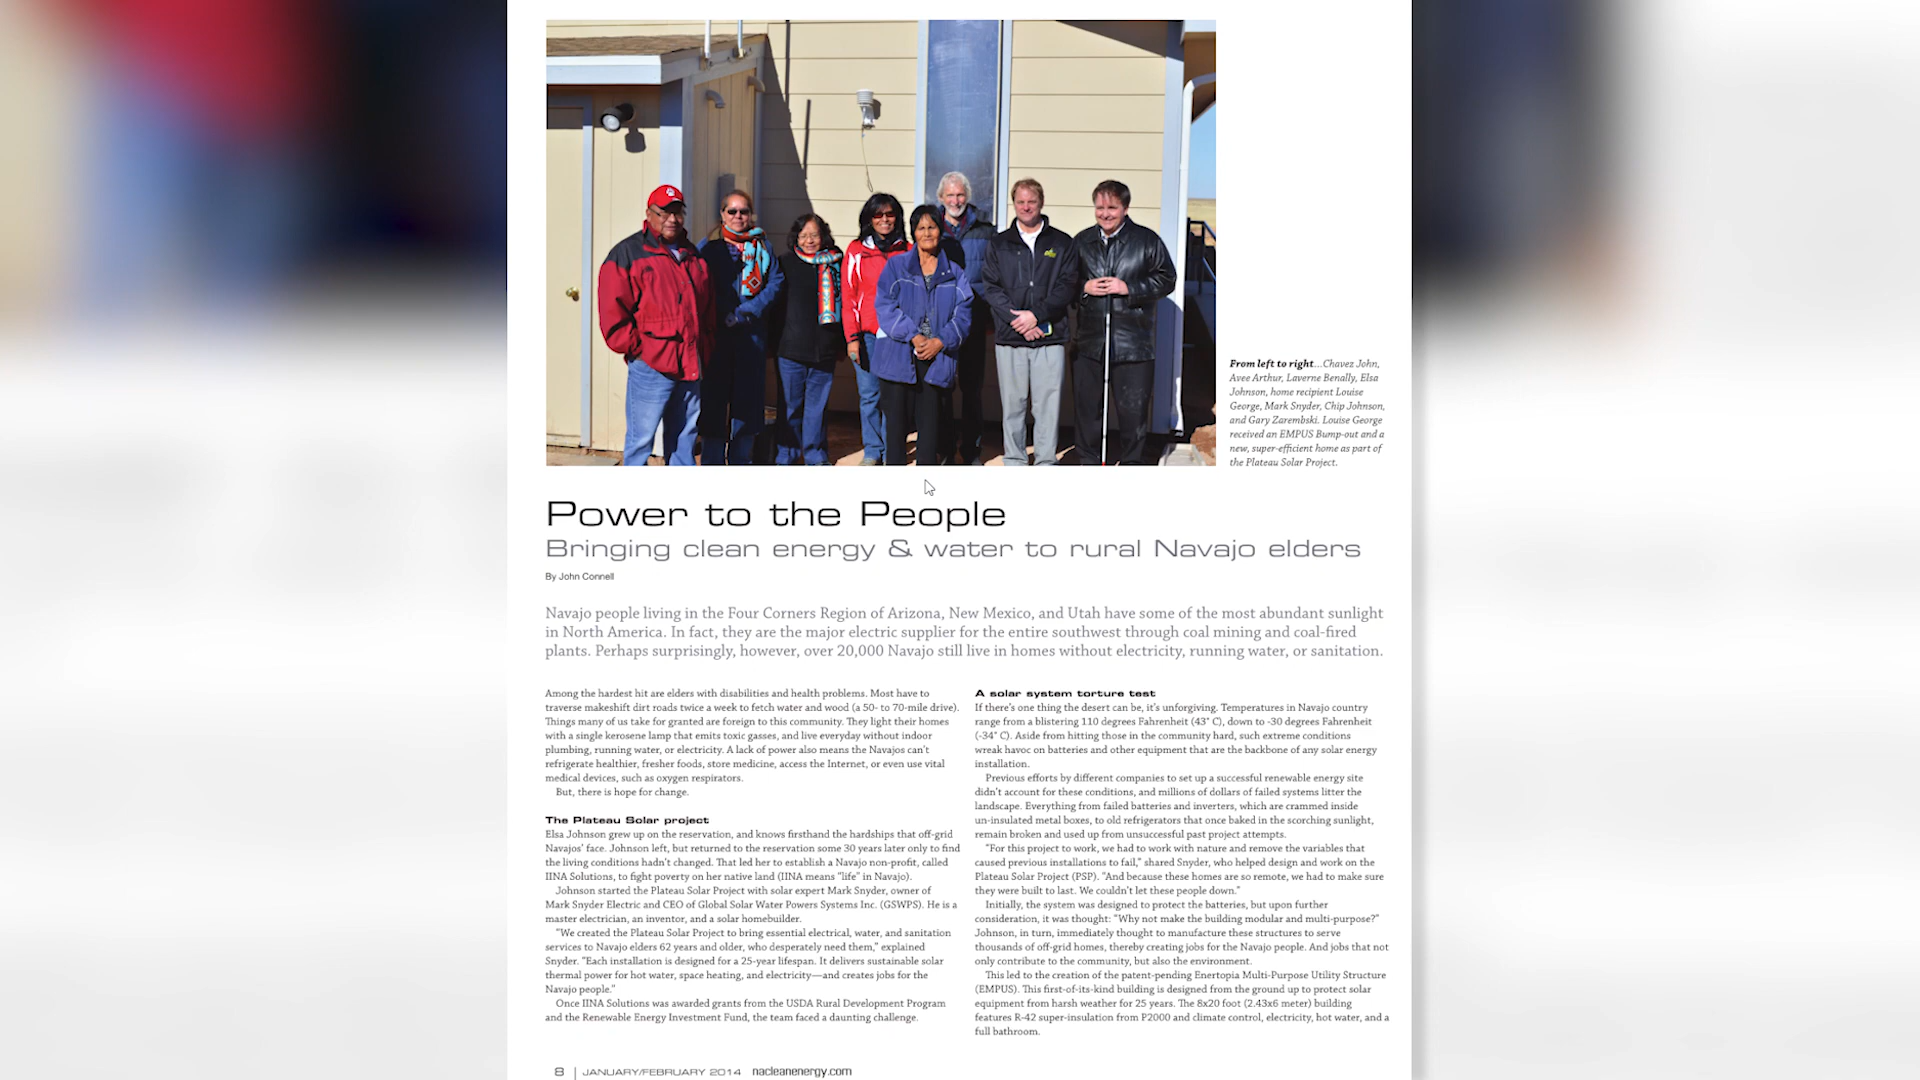 From left to right...Chavez John,
Avee Arthur, Laverne Benally, Elsa
Johnson, home recipient Louise
George, Mark Snyder, Chip Johnson,
and Gary Zarembski. Louise George
received an EMPUS Bump-out and a
new, super-efficient home as part of
the Plateau Solar Project.
Power to the People
Bringing clean energy & water to rural Navajo elders
By John Connell
Navajo people living in the Four Corners Region of Arizona, New Mexico, and Utah have some of the most abundant sunlight
in North America. In fact, they are the major electric supplier for the entire southwest through coal mining and coal-fired
plants. Perhaps surprisingly, however, over 20,000 Navajo still live in homes without electricity, running water, or sanitation.
Among the hardest hit are elders with disabilities and health problems. Most have to
traverse makeshift dirt roads twice a week to fetch water and wood (a 50- to 70-mile drive).
Things many of us take for granted are foreign to this community. They light their homes
with a single kerosene lamp that emits toxic gasses, and live everyday without indoor
plumbing, running water, or electricity. A lack of power also means the Navajos can't
refrigerate healthier, fresher foods, store medicine, access the Internet, or even use vital
medical devices, such as oxygen respirators.
But, there is hope for change.
The Plateau Solar project
Elsa Johnson grew up on the reservation, and knows firsthand the hardships that off-grid
Navajos' face. Johnson left, but returned to the reservation some 30 years later only to find
the living conditions hadn't changed. That led her to establish a Navajo non-profit, called
IINA Solutions, to fight poverty on her native land (IINA means "life" in Navajo).
Johnson started the Plateau Solar Project with solar expert Mark Snyder, owner of
Mark Snyder Electric and CEO of Global Solar Water Powers Systems Inc. (GSWPS). He is a
master electrician, an inventor, and a solar homebuilder.
"We created the Plateau Solar Project to bring essential electrical, water, and sanitation
services to Navajo elders 62 years and older, who desperately need them," explained
Snyder. "Each installation is designed for a 25-year lifespan. It delivers sustainable solar
thermal power for hot water, space heating, and electricity—and creates jobs for the
Navajo people."
Once IINA Solutions was awarded grants from the USDA Rural Development Program
and the Renewable Energy Investment Fund, the team faced a daunting challenge.
A solar system torture test
If there's one thing the desert can be, it's unforgiving. Temperatures in Navajo country
range from a blistering 110 degrees Fahrenheit (43° C), down to -30 degrees Fahrenheit
(-34° C). Aside from hitting those in the community hard, such extreme conditions
wreak havoc on batteries and other equipment that are the backbone of any solar energy
installation.
Previous efforts by different companies to set up a successful renewable energy site
didn't account for these conditions, and millions of dollars of failed systems litter the
landscape. Everything from failed batteries and inverters, which are crammed inside
un-insulated metal boxes, to old refrigerators that once baked in the scorching sunlight,
remain broken and used up from unsuccessful past project attempts.
"For this project to work, we had to work with nature and remove the variables that
caused previous installations to fail," shared Snyder, who helped design and work on the
Plateau Solar Project (PSP). "And because these homes are so remote, we had to make sure
they were built to last. We couldn't let these people down."
Initially, the system was designed to protect the batteries, but upon further
consideration, it was thought: "Why not make the building modular and multi-purpose?"
Johnson, in turn, immediately thought to manufacture these structures to serve
thousands of off-grid homes, thereby creating jobs for the Navajo people. And jobs that not
only contribute to the community, but also the environment.
This led to the creation of the patent-pending Enertopia Multi-Purpose Utility Structure
(EMPUS). This first-of-its-kind building is designed from the ground up to protect solar
equipment from harsh weather for 25 years. The 8x20 foot (2.43x6 meter) building
features R-42 super-insulation from P2000 and climate control, electricity, hot water, and a
full bathroom.
8 | JANUARY/FEBRUARY 2014 nacleanenergy.com